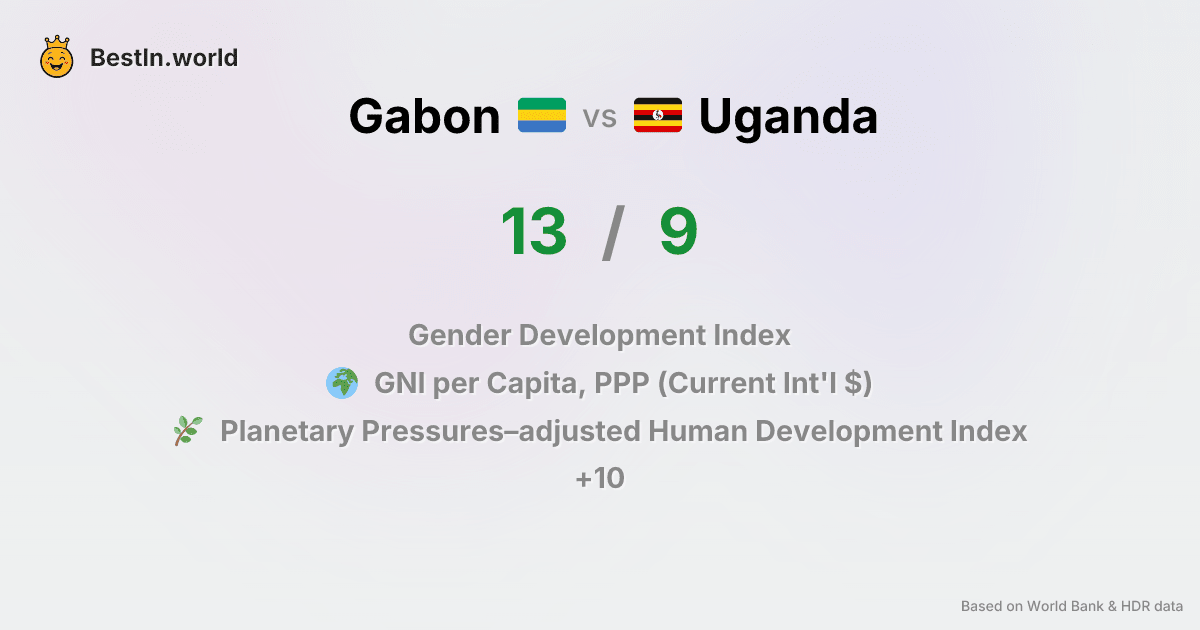 BestIn.world
Gabon vs Uganda
13 / 9
Gender Development Index
GNI per Capita, PPP (Current Int'l $)
Planetary Pressures–adjusted Human Development Index
+10
Based on World Bank & HDR data